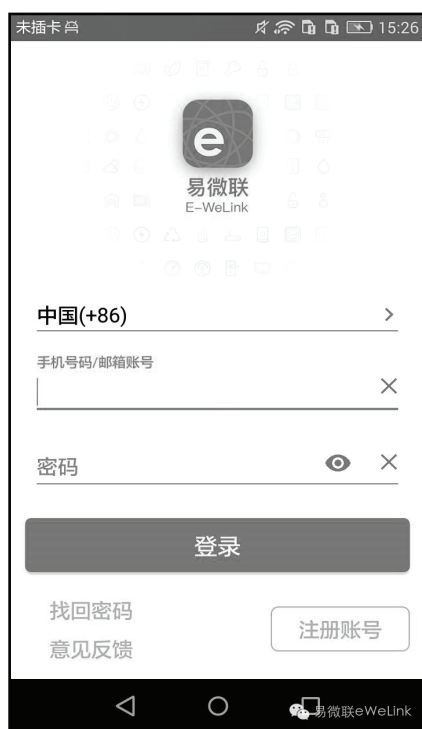 未插卡 15:26
e
易微联
E-WeLink
中国(+86)
手机号码/邮箱账号
密码
登录
找回密码
注册账号
意见反馈
易微联eWeLink